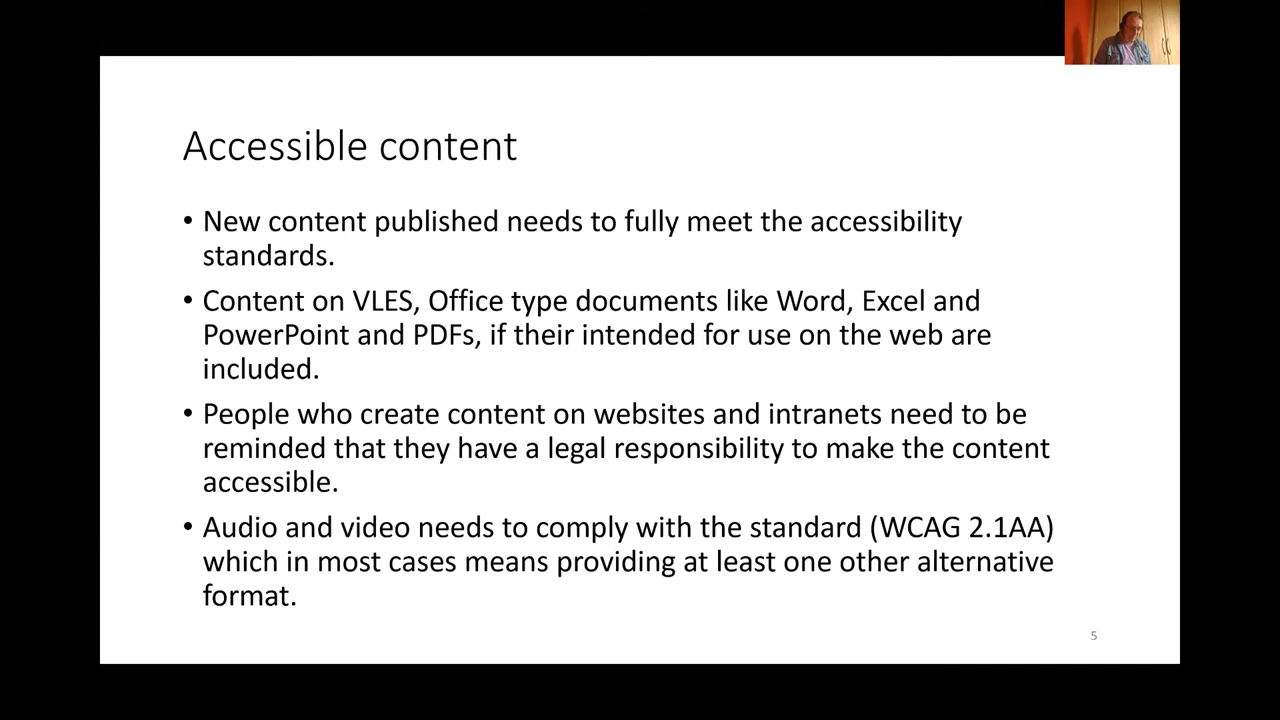 Accessible content
• New content published needs to fully meet the accessibility
standards.
• Content on VLES, Office type documents like Word, Excel and
PowerPoint and PDFs, if their intended for use on the web are
included.
• People who create content on websites and intranets need to be
reminded that they have a legal responsibility to make the content
accessible.
• Audio and video needs to comply with the standard (WCAG 2.1AA)
which in most cases means providing at least one other alternative
format.
5